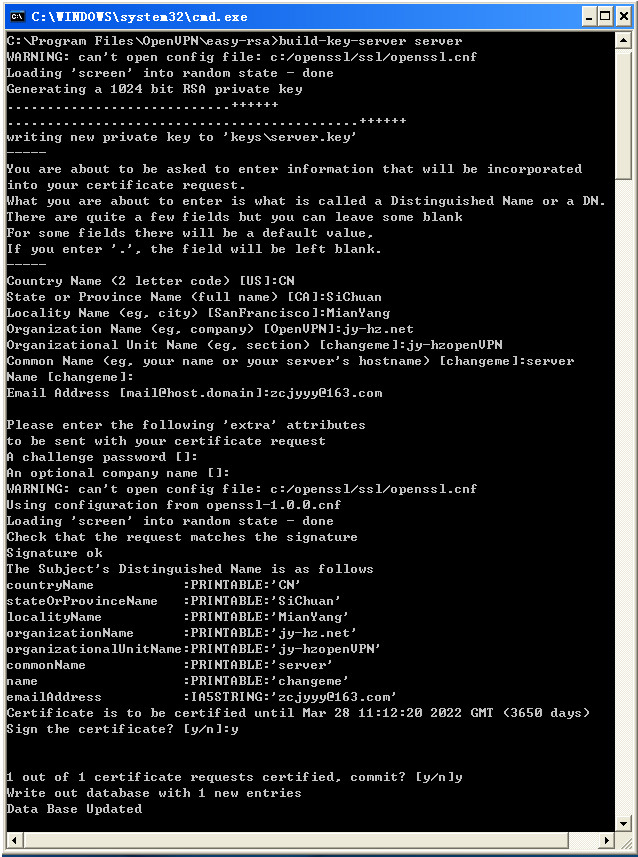 C:\WINDOWS\system32\cmd.exe
C:\Program Files\OpenVPN\easy-rsa>build-key-server server
WARNING: can't open config file: c:/openssl/ssl/openssl.cnf
Loading 'screen' into random state - done
Generating a 1024 bit RSA private key
............................++++++
............................................++++++
writing new private key to 'keys\server.key'
-----
You are about to be asked to enter information that will be incorporated
into your certificate request.
What you are about to enter is what is called a Distinguished Name or a DN.
There are quite a few fields but you can leave some blank
For some fields there will be a default value,
If you enter '.', the field will be left blank.
-----
Country Name (2 letter code) [US]:CN
State or Province Name (full name) [CA]:SiChuan
Locality Name (eg, city) [SanFrancisco]:MianYang
Organization Name (eg, company) [OpenVPN]:jy-hz.net
Organizational Unit Name (eg, section) [changeme]:jy-hzopenVPN
Common Name (eg, your name or your server's hostname) [changeme]:server
Name [changeme]:
Email Address [mail@host.domain]:zcjyyy@163.com

Please enter the following 'extra' attributes
to be sent with your certificate request
A challenge password []:
An optional company name []:
WARNING: can't open config file: c:/openssl/ssl/openssl.cnf
Using configuration from openssl-1.0.0.cnf
Loading 'screen' into random state - done
Check that the request matches the signature
Signature ok
The Subject's Distinguished Name is as follows
countryName           :PRINTABLE:'CN'
stateOrProvinceName   :PRINTABLE:'SiChuan'
localityName          :PRINTABLE:'MianYang'
organizationName      :PRINTABLE:'jy-hz.net'
organizationalUnitName:PRINTABLE:'jy-hzopenVPN'
commonName            :PRINTABLE:'server'
name                  :PRINTABLE:'changeme'
emailAddress          :IA5STRING:'zcjyyy@163.com'
Certificate is to be certified until Mar 28 11:12:20 2022 GMT (3650 days)
Sign the certificate? [y/n]:y

1 out of 1 certificate requests certified, commit? [y/n]y
Write out database with 1 new entries
Data Base Updated